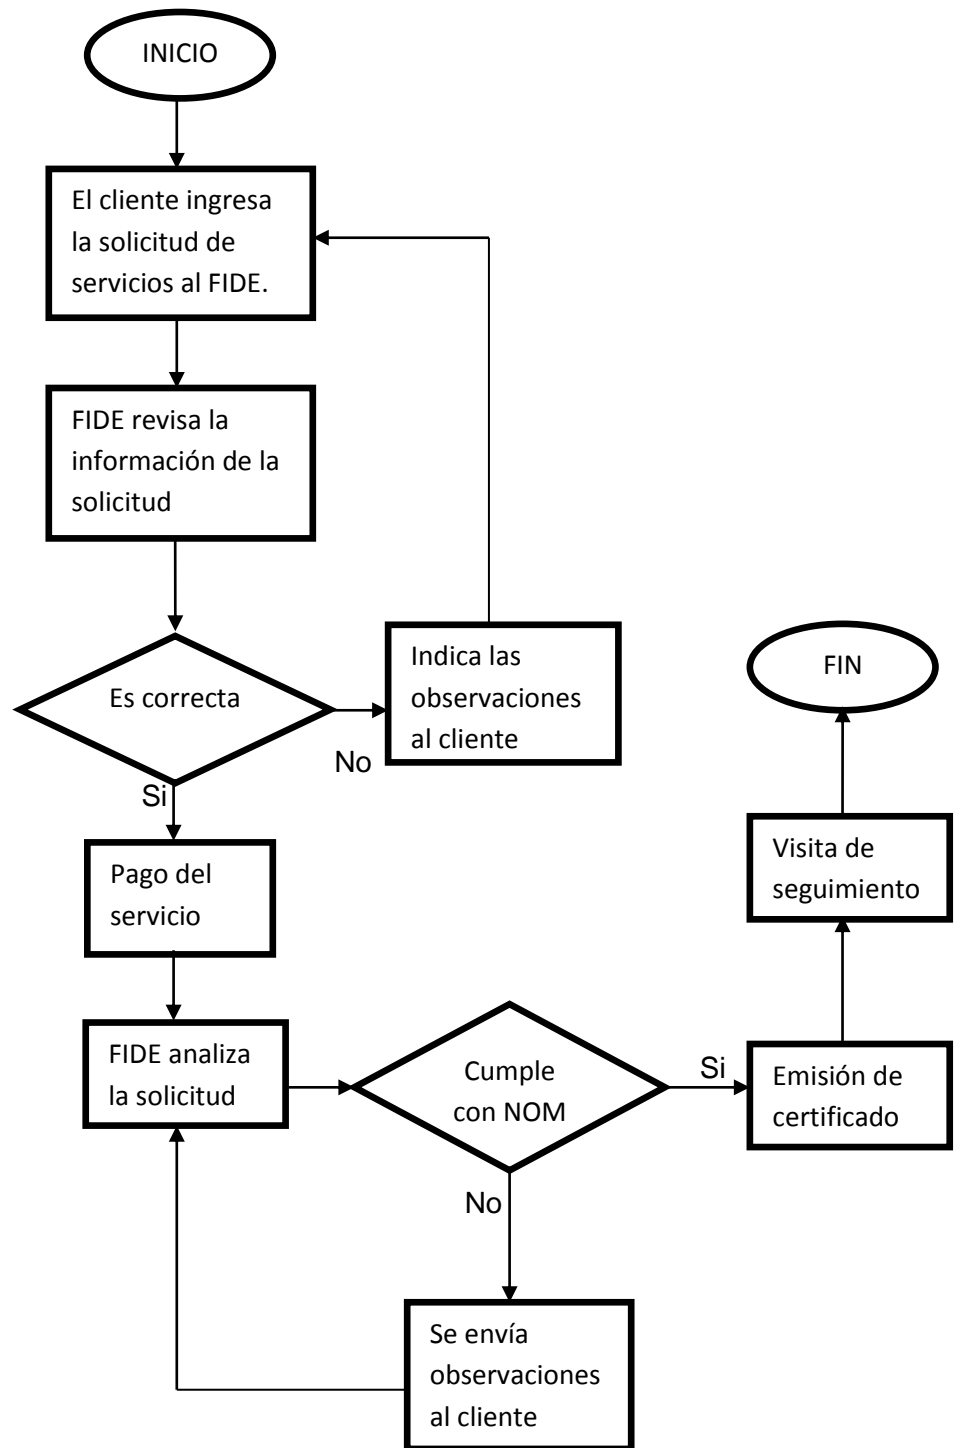 INICIO
El cliente ingresa
la solicitud de
servicios al FIDE.
FIDE revisa la
información de la
solicitud
Es correcta
No
Indica las
observaciones
al cliente
Si
Pago del
servicio
FIDE analiza
la solicitud
Cumple
con NOM
No
Se envía
observaciones
al cliente
Si
Emisión de
certificado
Visita de
seguimiento
FIN